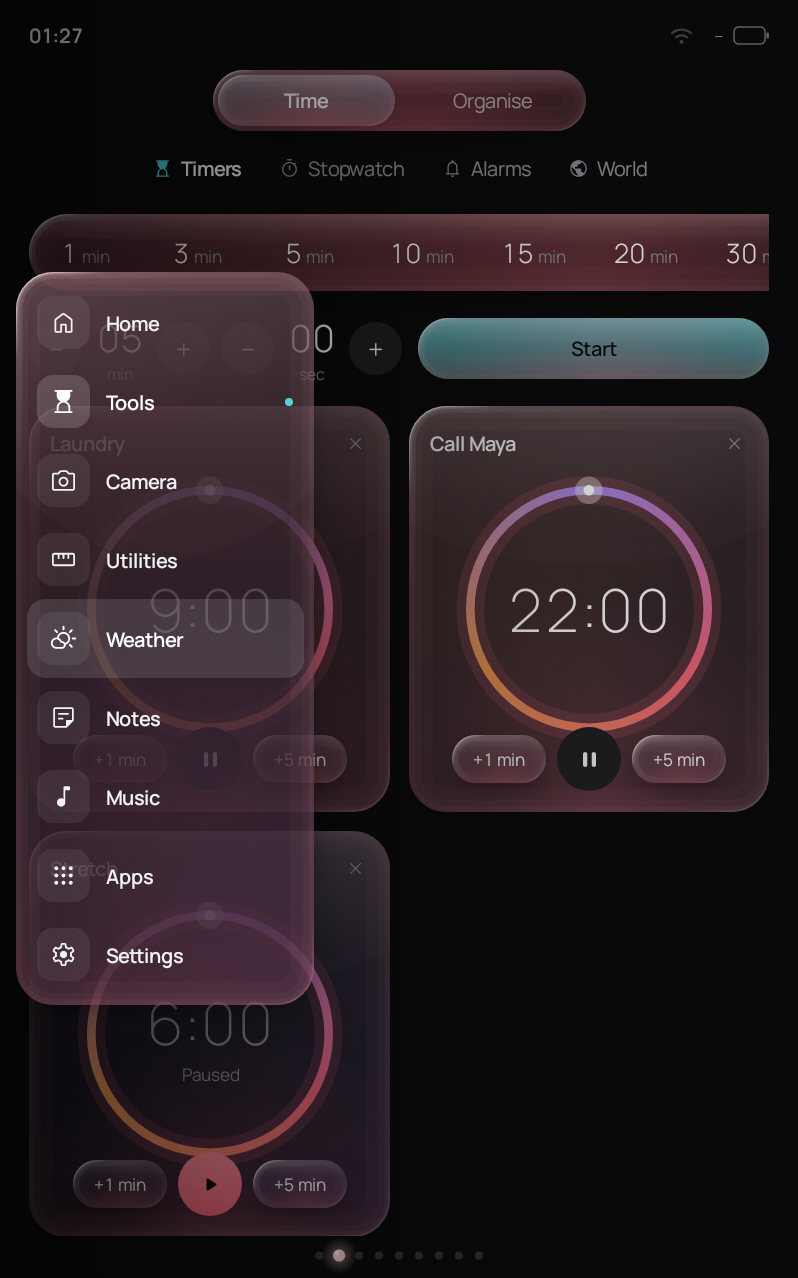 01:27
Time Organise
Timers Stopwatch Alarms World
1 min 3 min 5 min 10 min 15 min 20 min 30 m
Home
05 min
00 sec
Start
Tools
Laundry
Call Maya
Camera
Utilities
9:00
22:00
Weather
Notes
+1 min +5 min
+1 min +5 min
Music
Stretch
Apps
Settings
6:00
Paused
+1 min +5 min